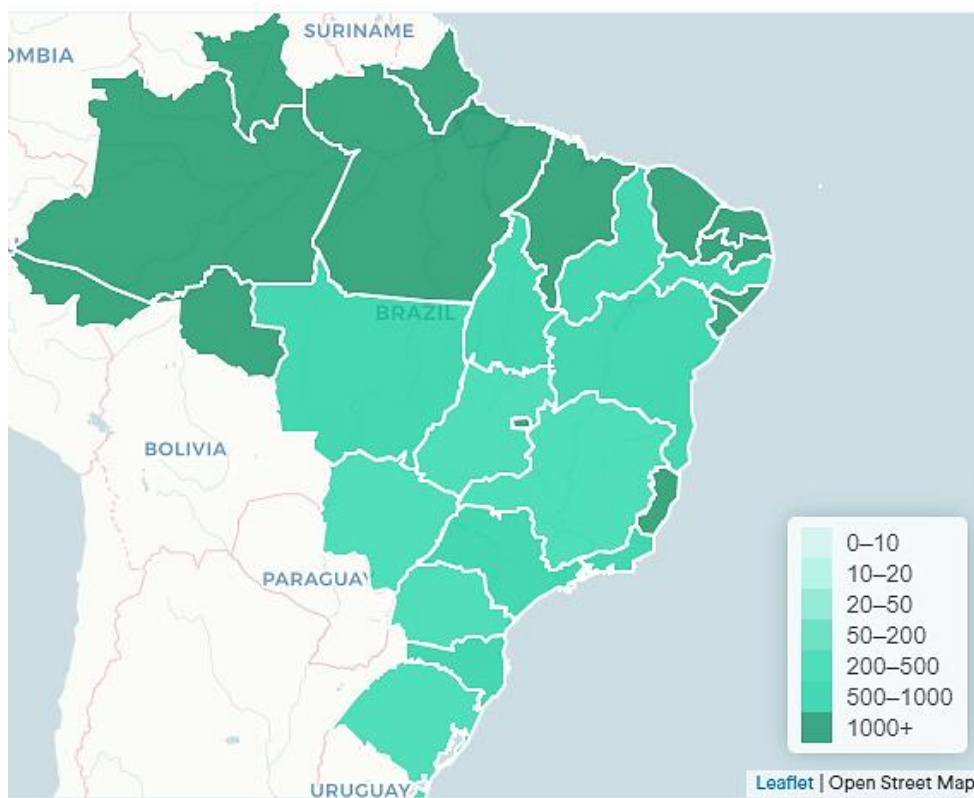 SURINAME
OMBIA
BRAZIL
BOLIVIA
PARAGUAY
URUGUAY
0–10
10–20
20–50
50–200
200–500
500–1000
1000+
Leaflet | Open Street Map